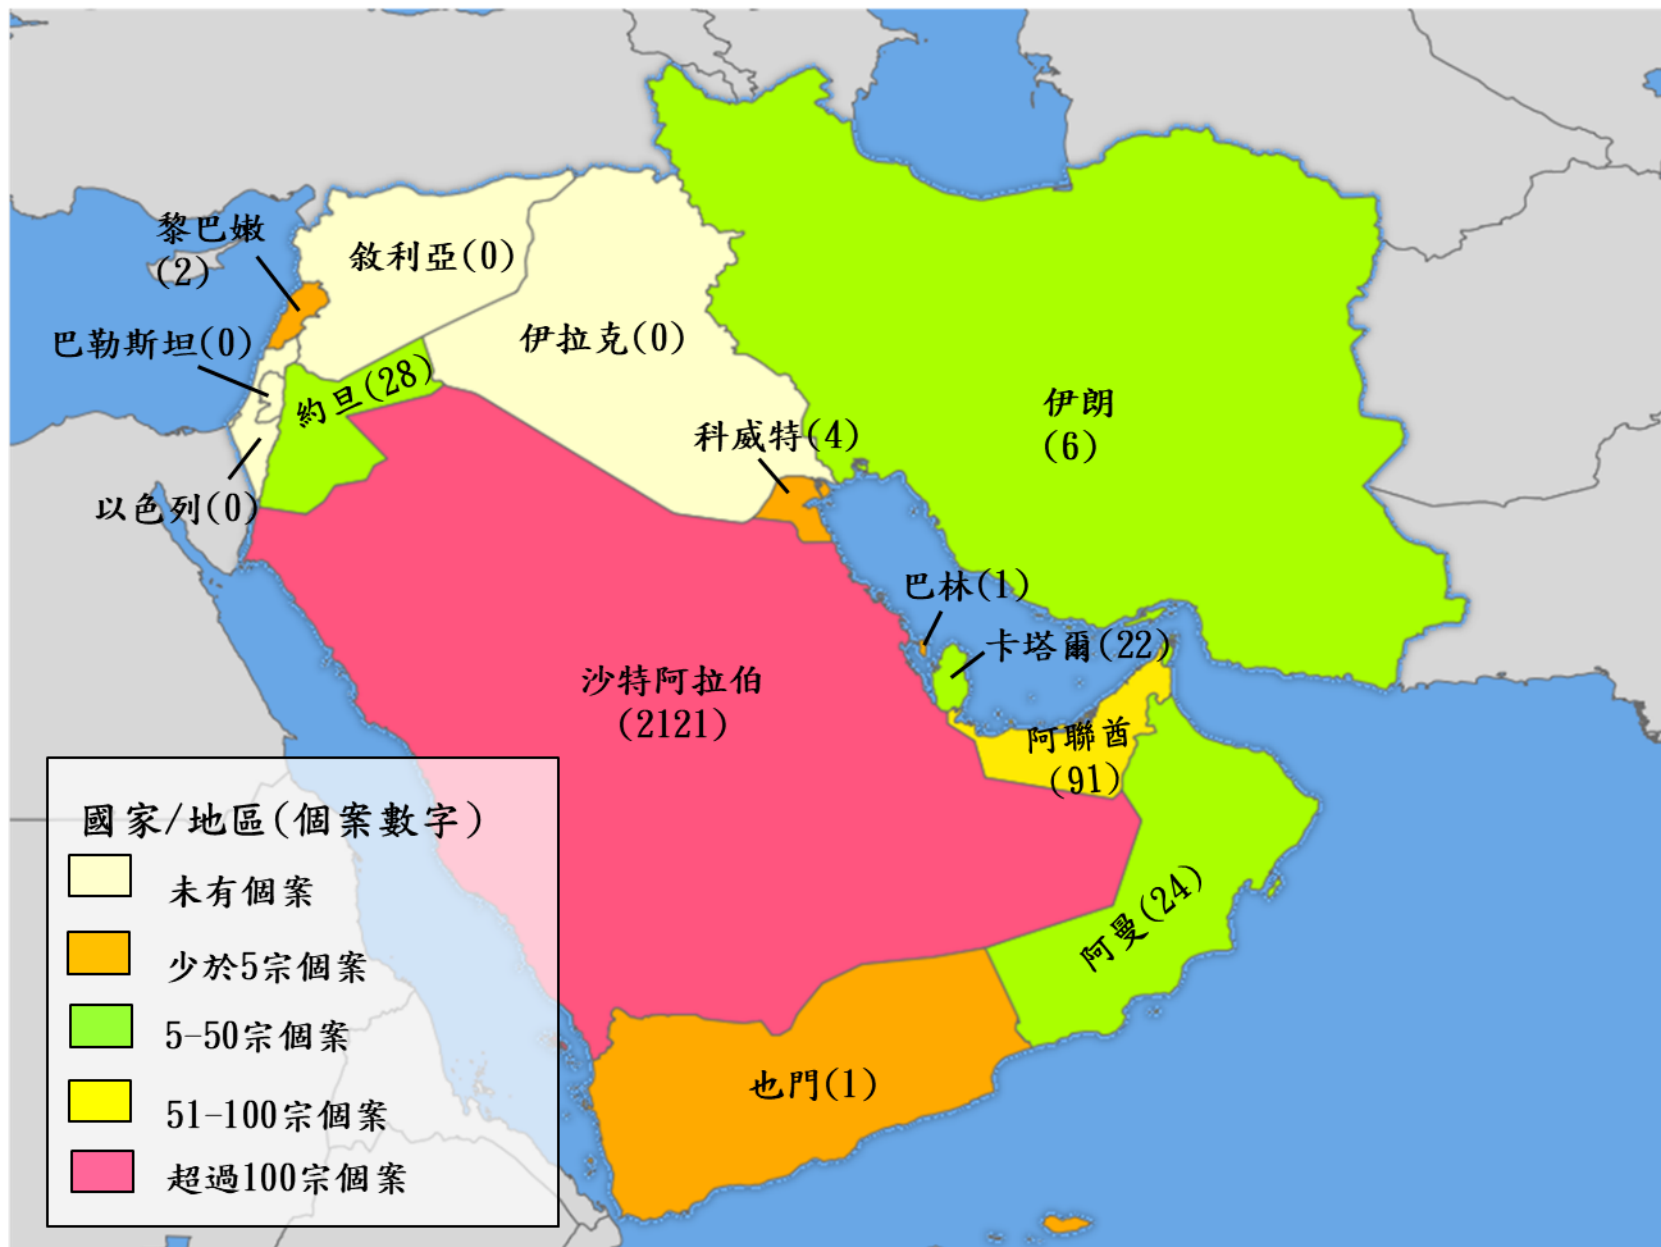 黎巴嫩
(2)
敘利亞(0)
巴勒斯坦(0)
伊拉克(0)
約旦(28)
伊朗
(6)
科威特(4)
以色列(0)
巴林(1)
卡塔爾(22)
沙特阿拉伯
(2121)
阿聯酋
(91)
阿曼(24)
也門(1)
國家/地區(個案數字)
未有個案
少於5宗個案
5-50宗個案
51-100宗個案
超過100宗個案